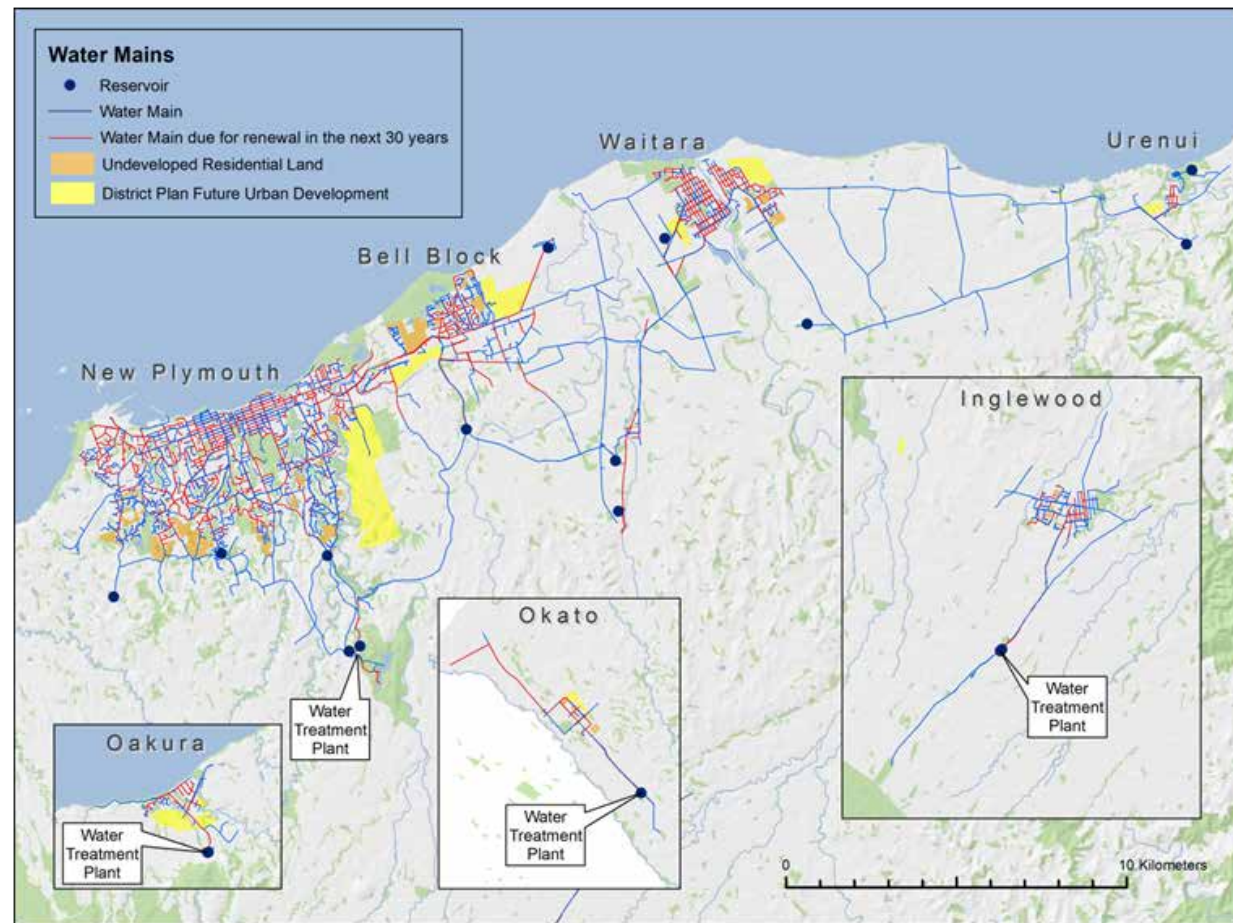 Water Mains
Reservoir
Water Main
Water Main due for renewal in the next 30 years
Undeveloped Residential Land
District Plan Future Urban Development
Waitara
Urenui
Bell Block
New Plymouth
Inglewood
Okato
Oakura
Water
Treatment
Plant
Water
Treatment
Plant
Water
Treatment
Plant
Water
Treatment
Plant
0
10 Kilometers